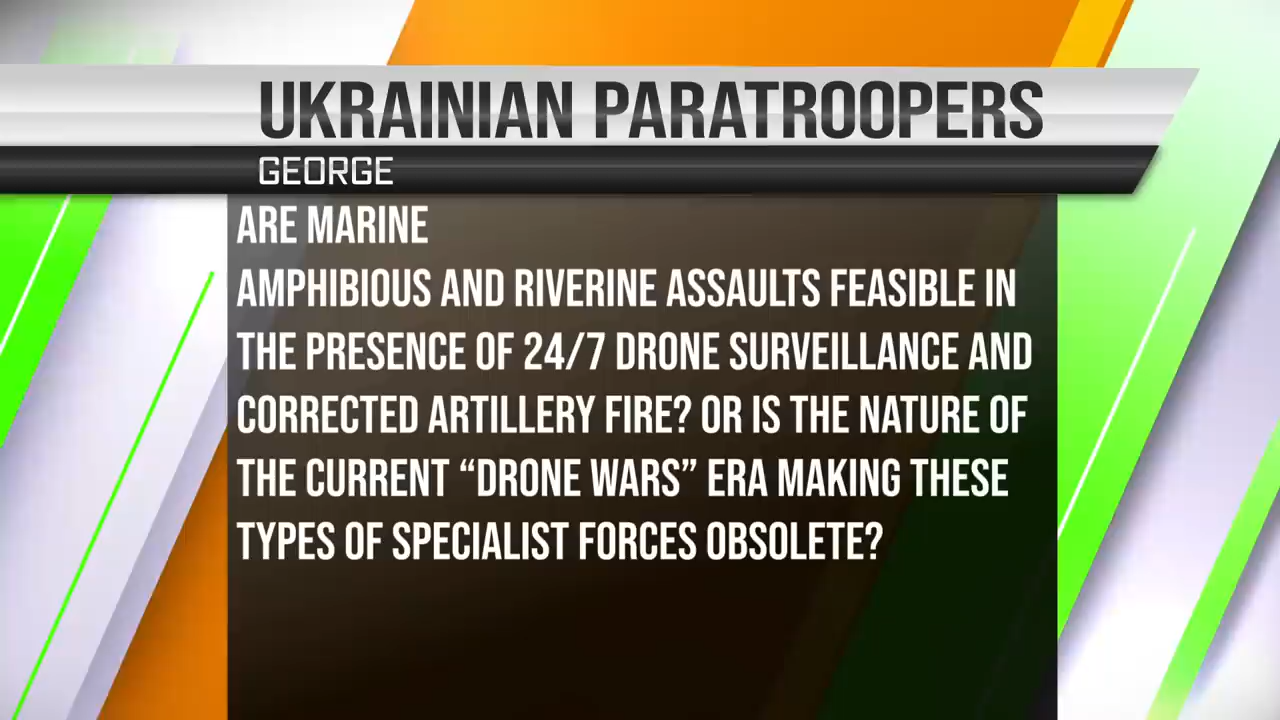 UKRAINIAN PARATROOPERS
GEORGE
ARE MARINE
AMPHIBIOUS AND RIVERINE ASSAULTS FEASIBLE IN
THE PRESENCE OF 24/7 DRONE SURVEILLANCE AND
CORRECTED ARTILLERY FIRE? OR IS THE NATURE OF
THE CURRENT “DRONE WARS” ERA MAKING THESE
TYPES OF SPECIALIST FORCES OBSOLETE?